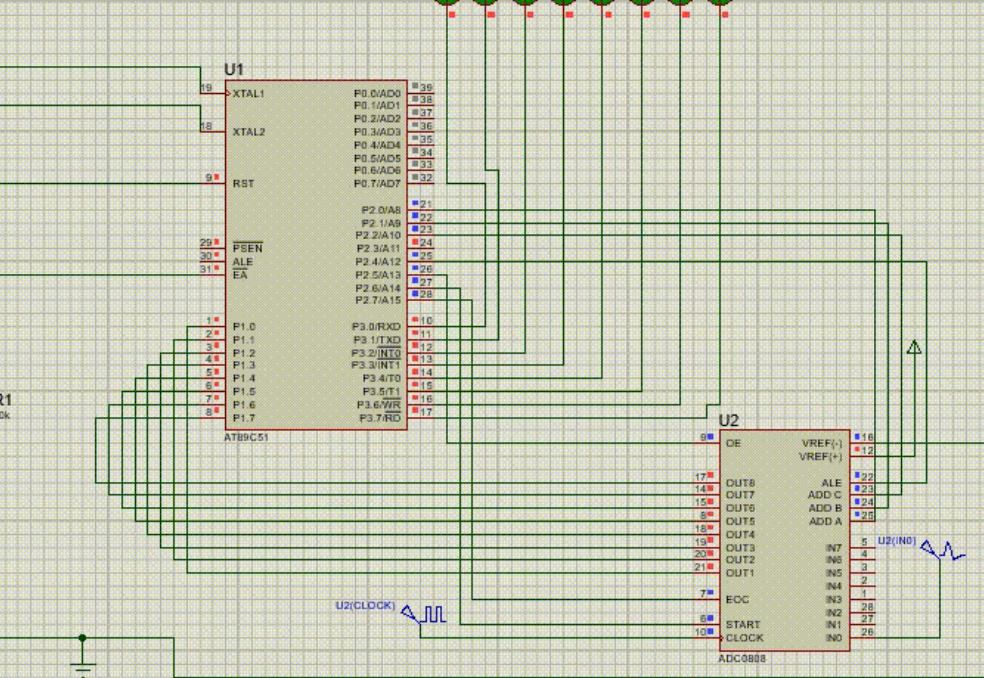 U1
19 XTAL1 P0.0/AD0 39
P0.1/AD1 38
P0.2/AD2 37
18 XTAL2 P0.3/AD3 36
P0.4/AD4 35
P0.5/AD5 34
P0.6/AD6 33
9 RST P0.7/AD7 32
P2.0/A8 21
P2.1/A9 22
P2.2/A10 23
29 PSEN P2.3/A11 24
30 ALE P2.4/A12 25
31 EA P2.5/A13 26
P2.6/A14 27
P2.7/A15 28
1 P1.0 P3.0/RXD 10
2 P1.1 P3.1/TXD 11
3 P1.2 P3.2/INT0 12
4 P1.3 P3.3/INT1 13
5 P1.4 P3.4/T0 14
6 P1.5 P3.5/T1 15
7 P1.6 P3.6/WR 16
8 P1.7 P3.7/RD 17
AT89C51
R1
0k
U2
9 OE VREF(-) 16
VREF(+) 12
17 OUT8 ALE 22
14 OUT7 ADD C 23
15 OUT6 ADD B 24
8 OUT5 ADD A 25
18 OUT4
19 OUT3 IN7 5
20 OUT2 IN6 4
21 OUT1 IN5 3
IN4 2
7 EOC IN3 1
IN2 28
6 START IN1 27
10 CLOCK IN0 26
ADC0808
U2(IN0)
U2(CLOCK)